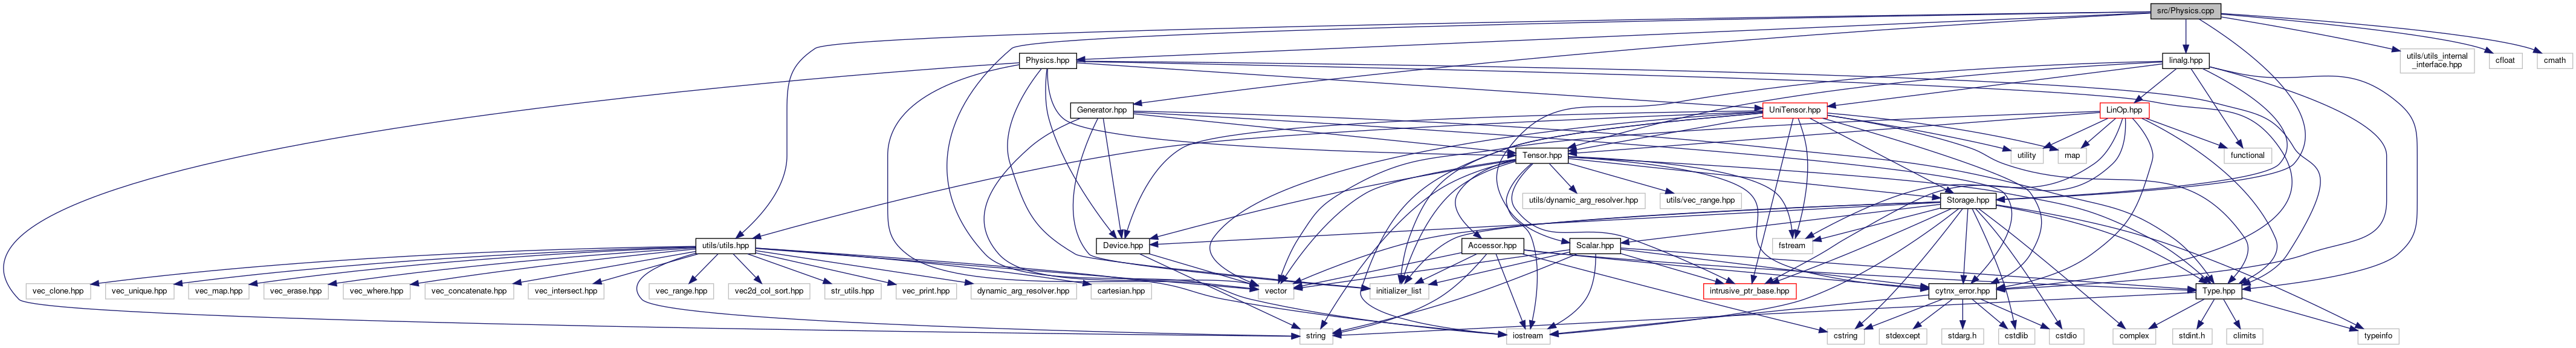 src/Physics.cpp
Physics.hpp
linalg.hpp
utils/utils_internal
_interface.hpp
cfloat
cmath
Generator.hpp
UniTensor.hpp
LinOp.hpp
Tensor.hpp
utility
map
functional
utils/dynamic_arg_resolver.hpp
utils/vec_range.hpp
Storage.hpp
utils/utils.hpp
Device.hpp
Accessor.hpp
Scalar.hpp
fstream
vec_clone.hpp
vec_unique.hpp
vec_map.hpp
vec_erase.hpp
vec_where.hpp
vec_concatenate.hpp
vec_intersect.hpp
vec_range.hpp
vec2d_col_sort.hpp
str_utils.hpp
vec_print.hpp
dynamic_arg_resolver.hpp
cartesian.hpp
vector
initializer_list
intrusive_ptr_base.hpp
cytnx_error.hpp
Type.hpp
string
iostream
cstring
stdexcept
stdarg.h
cstdlib
cstdio
complex
stdint.h
climits
typeinfo